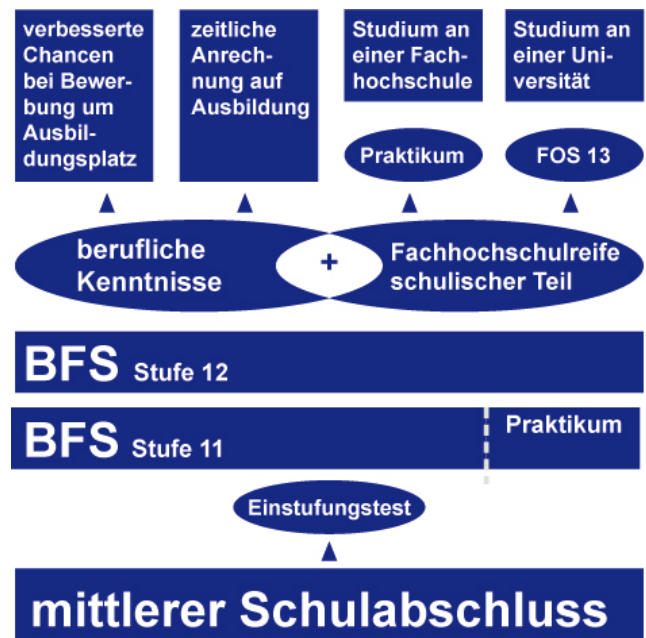 verbesserte
Chancen
bei Bewer-
bung um
Ausbil-
dungsplatz
zeitliche
Anrech-
nung auf
Ausbildung
Studium an
einer Fach-
hochschule
Studium an
einer Uni-
versität
Praktikum
FOS 13
berufliche
Kenntnisse
+
Fachhochschulreife
schulischer Teil
BFS Stufe 12
BFS Stufe 11
Praktikum
Einstufungstest
mittlerer Schulabschluss